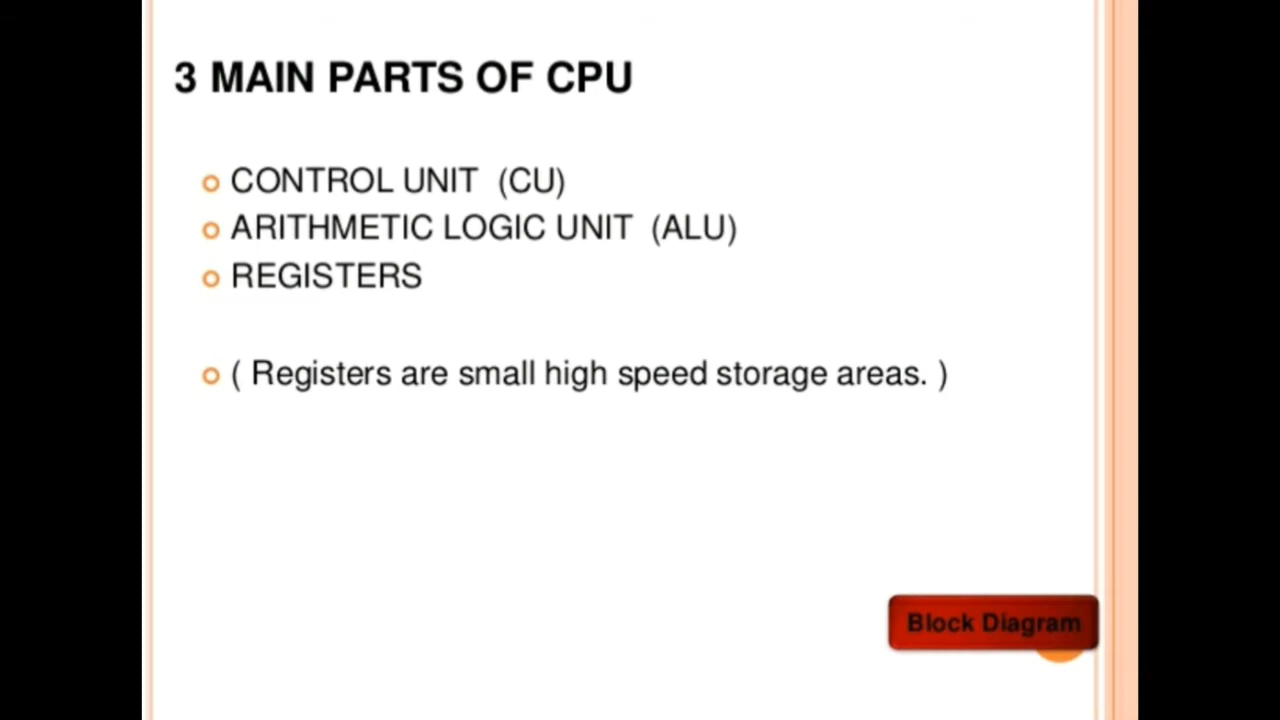 3 MAIN PARTS OF CPU
CONTROL UNIT (CU)
ARITHMETIC LOGIC UNIT (ALU)
REGISTERS
( Registers are small high speed storage areas. )
Block Diagram